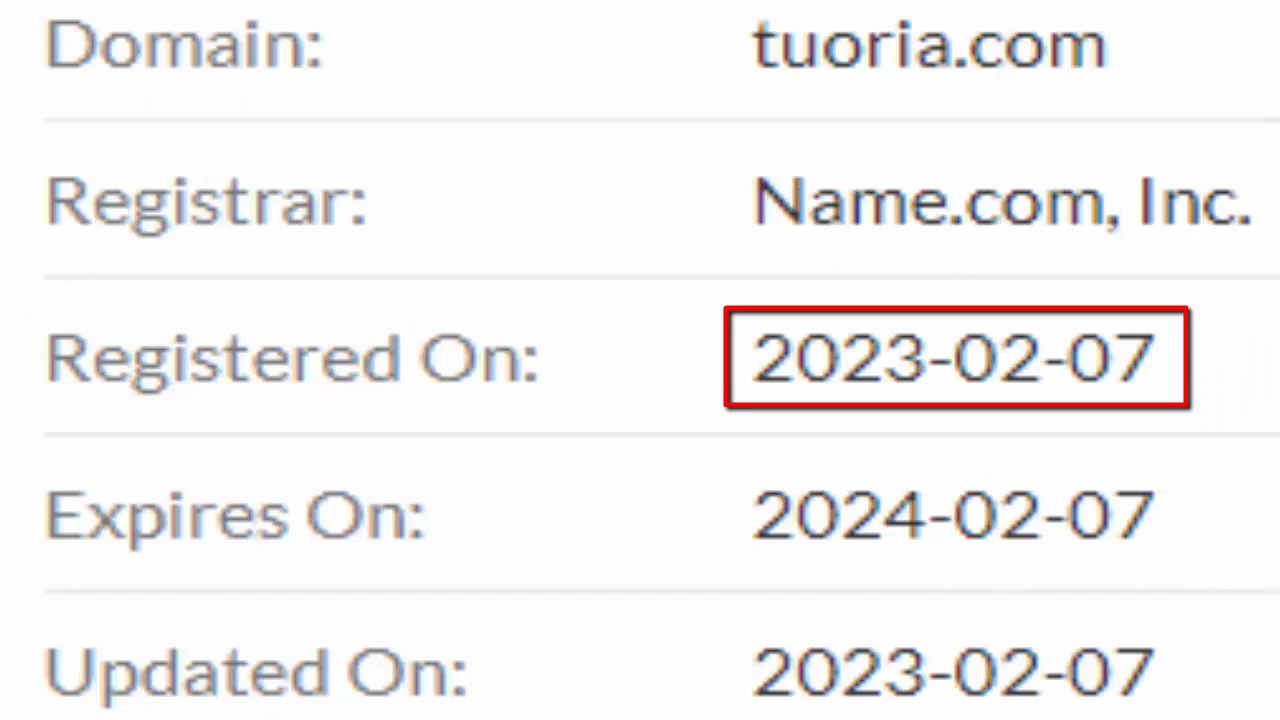 Domain: tuoria.com
Registrar: Name.com, Inc.
Registered On: 2023-02-07
Expires On: 2024-02-07
Updated On: 2023-02-07